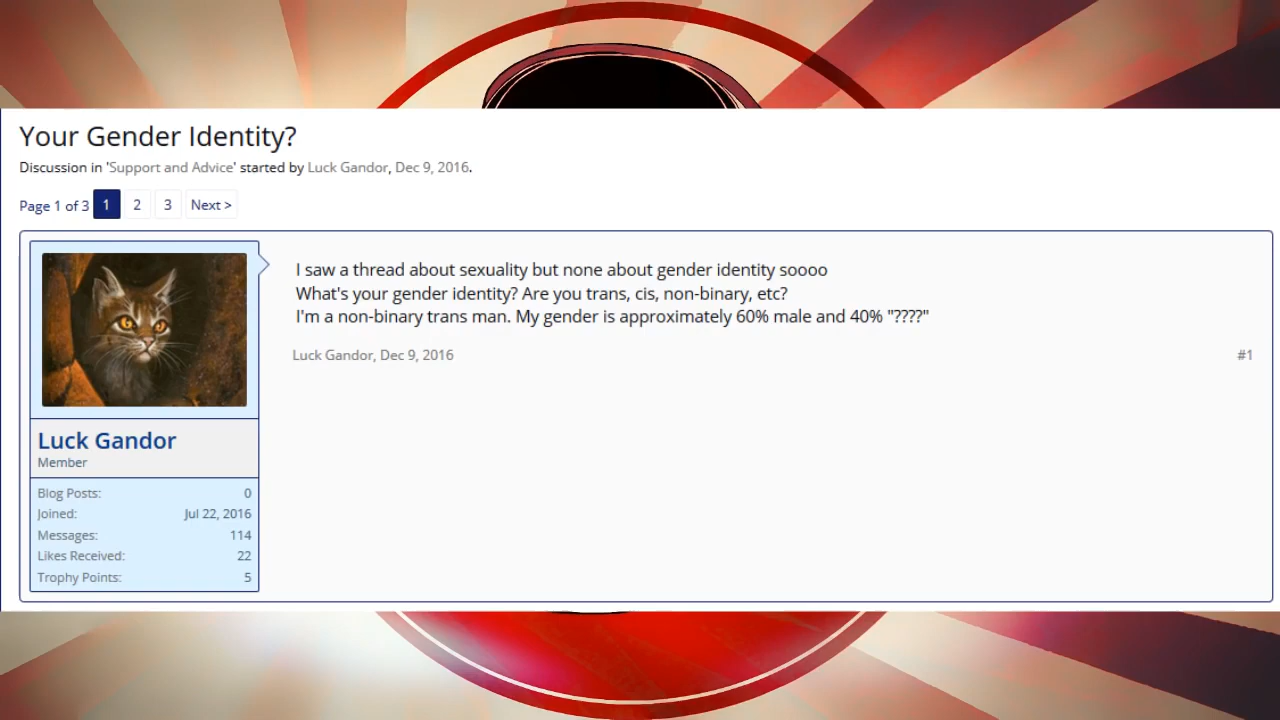 Your Gender Identity?
Discussion in 'Support and Advice' started by Luck Gandor, Dec 9, 2016.
Page 1 of 3 1 2 3 Next >
I saw a thread about sexuality but none about gender identity soooo
What's your gender identity? Are you trans, cis, non-binary, etc?
I'm a non-binary trans man. My gender is approximately 60% male and 40% "????"
Luck Gandor, Dec 9, 2016 #1
Luck Gandor
Member
Blog Posts: 0
Joined: Jul 22, 2016
Messages: 114
Likes Received: 22
Trophy Points: 5